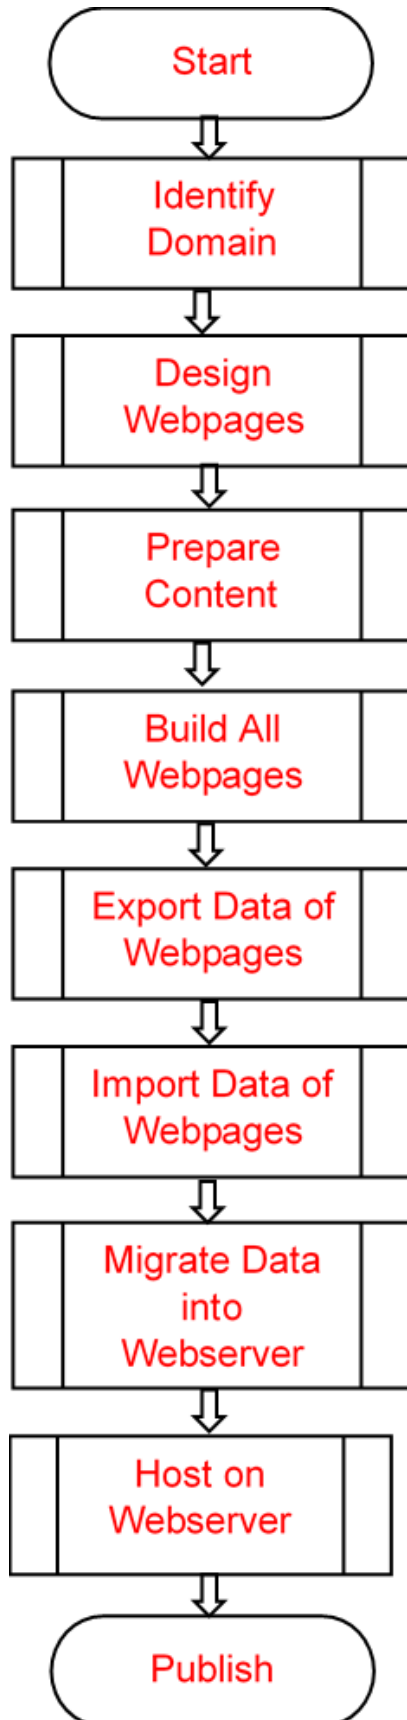 Start
Identify
Domain
Design
Webpages
Prepare
Content
Build All
Webpages
Export Data of
Webpages
Import Data of
Webpages
Migrate Data
into
Webserver
Host on
Webserver
Publish